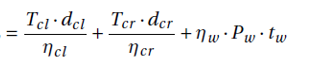 = \frac{T_{cl} \cdot d_{cl}}{\eta_{cl}} + \frac{T_{cr} \cdot d_{cr}}{\eta_{cr}} + \eta_w \cdot P_w \cdot t_w